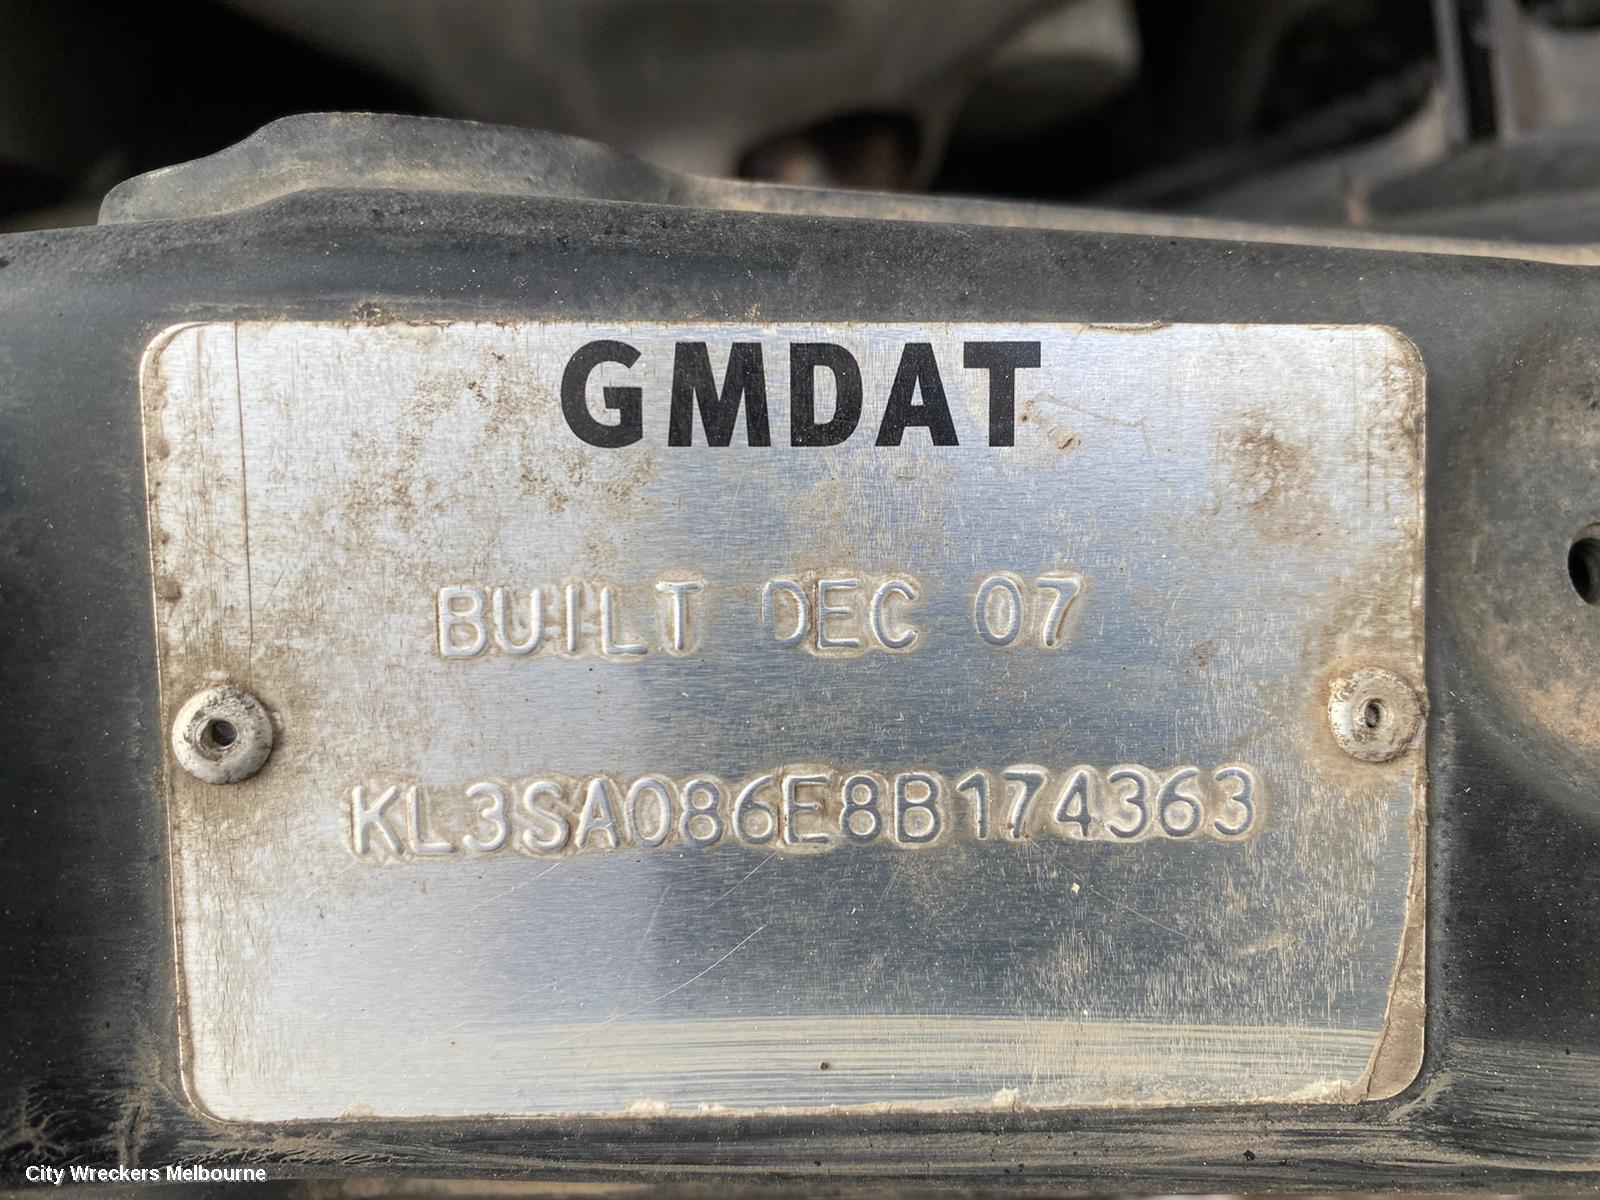 GMDAT
BUILT DEC 07
KL3SA086E8B174363
City Wreckers Melbourne